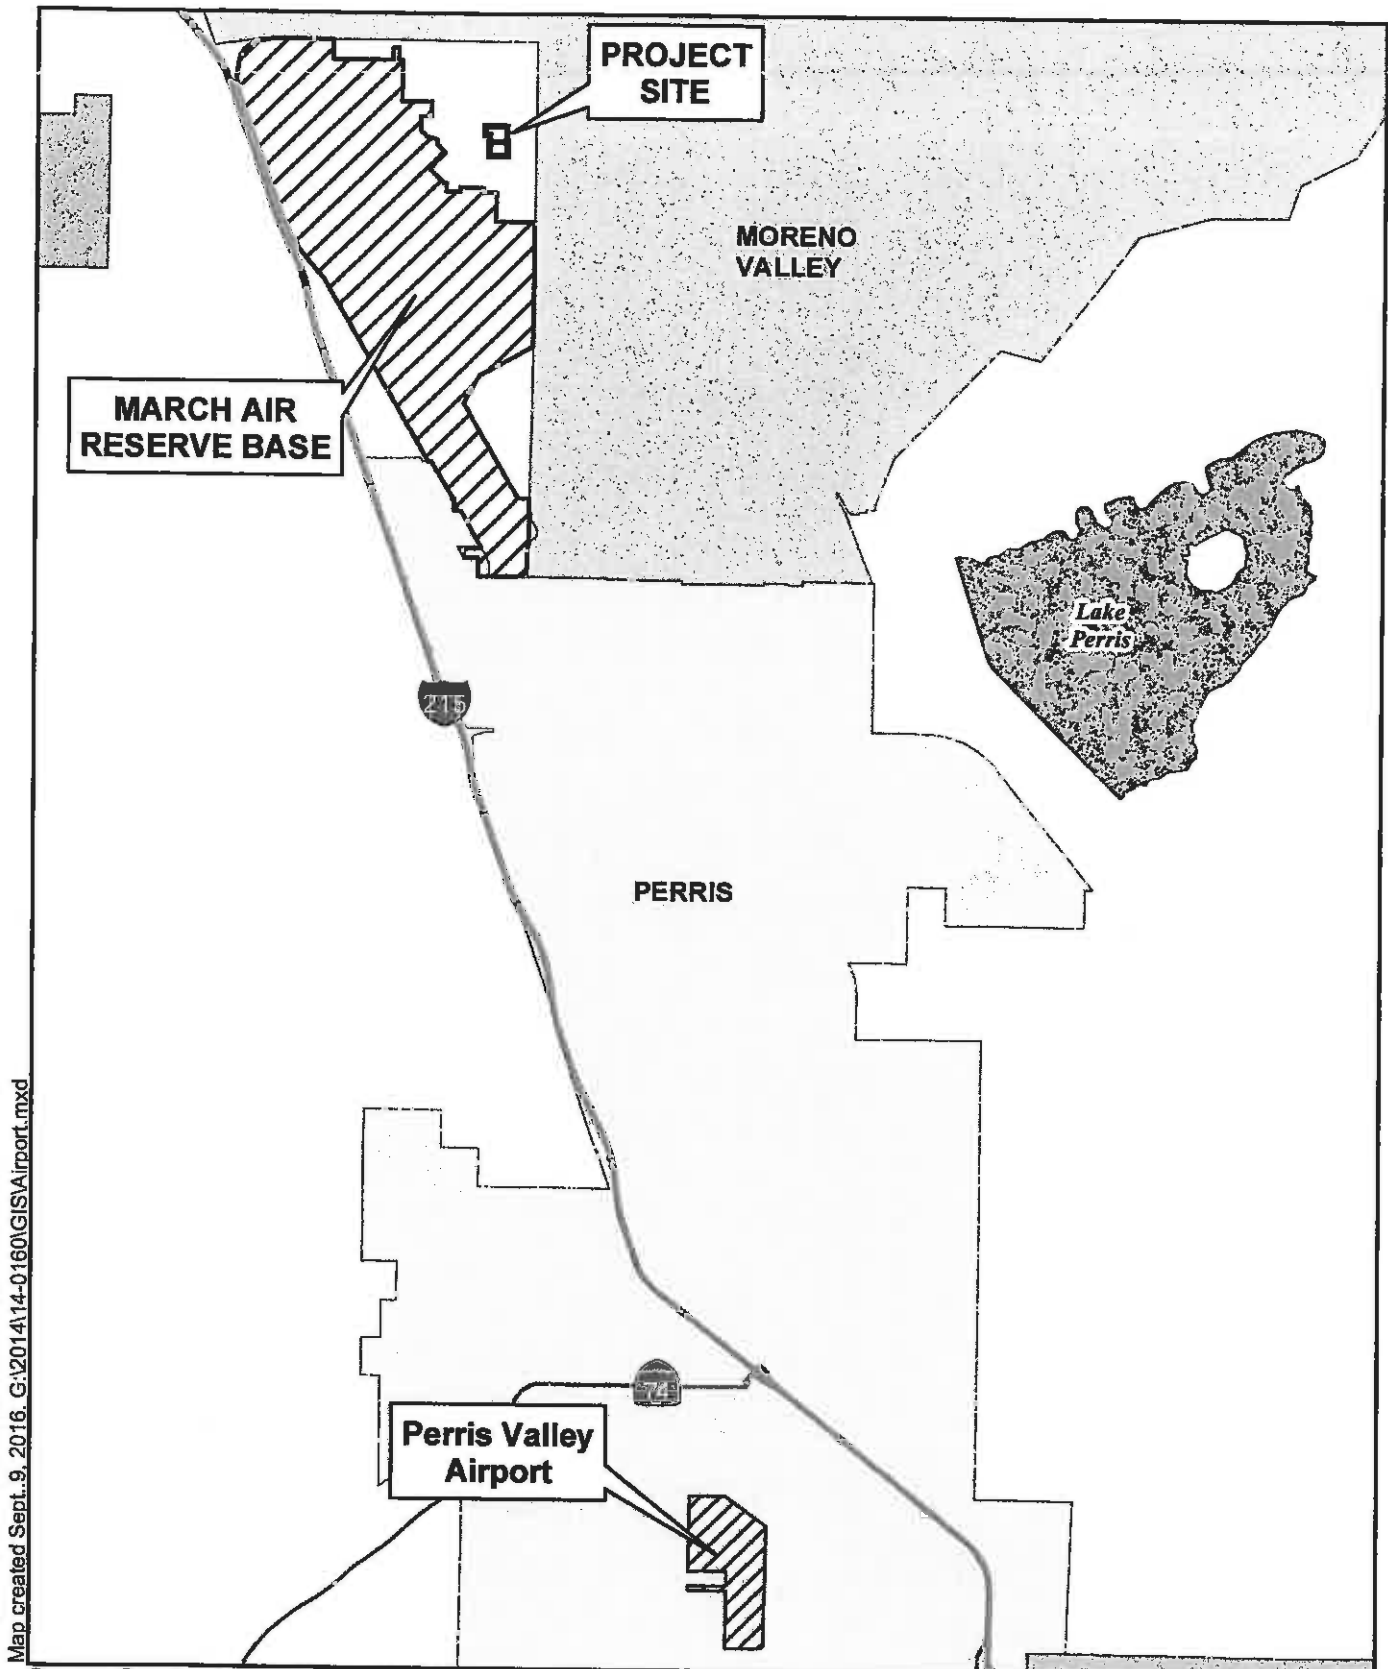 PROJECT
SITE
MORENO
VALLEY
MARCH AIR
RESERVE BASE
Lake
Perris
215
PERRIS
74
Perris Valley
Airport
Map created Sept..9, 2016. G:\2014\14-0160\GIS\Airport.mxd